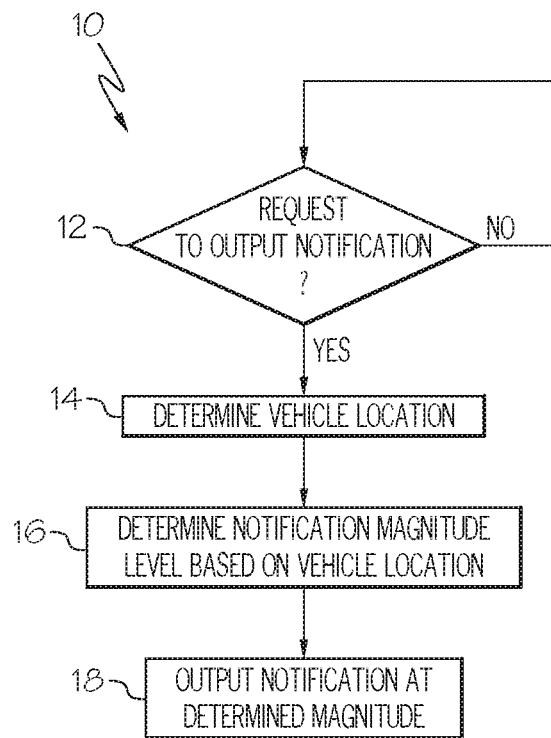 10
12
REQUEST
TO OUTPUT NOTIFICATION
?
NO
YES
14
DETERMINE VEHICLE LOCATION
16
DETERMINE NOTIFICATION MAGNITUDE
LEVEL BASED ON VEHICLE LOCATION
18
OUTPUT NOTIFICATION AT
DETERMINED MAGNITUDE